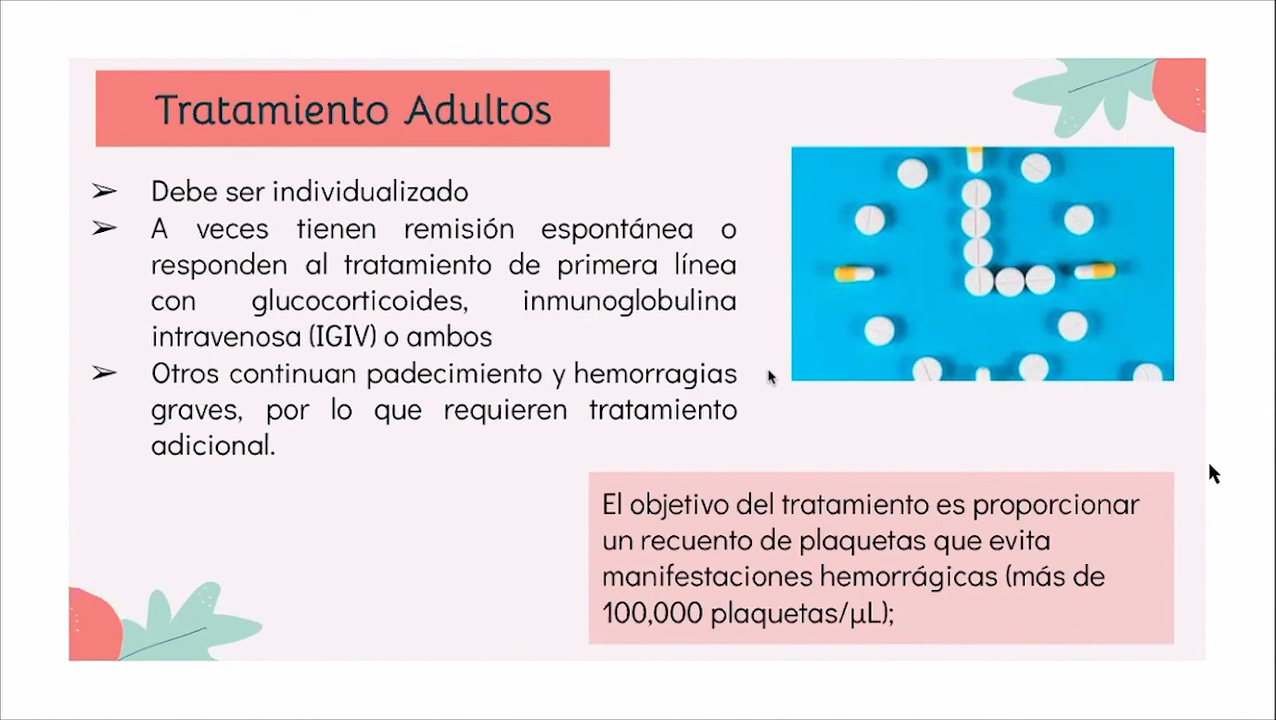 Tratamiento Adultos
➢ Debe ser individualizado
➢ A veces tienen remisión espontánea o
responden al tratamiento de primera línea
con glucocorticoides, inmunoglobulina
intravenosa (IGIV) o ambos
➢ Otros continuan padecimiento y hemorragias
graves, por lo que requieren tratamiento
adicional.
El objetivo del tratamiento es proporcionar
un recuento de plaquetas que evita
manifestaciones hemorrágicas (más de
100,000 plaquetas/µL);